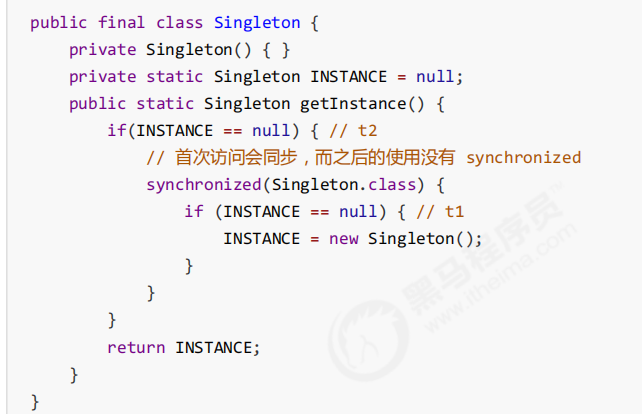 public final class Singleton {
    private Singleton() { }
    private static Singleton INSTANCE = null;
    public static Singleton getInstance() {
        if(INSTANCE == null) { // t2
            // 首次访问会同步，而之后的使用没有 synchronized
            synchronized(Singleton.class) {
                if (INSTANCE == null) { // t1
                    INSTANCE = new Singleton();
                }
            }
        }
        return INSTANCE;
    }
}
黑马程序员™
www.itheima.com